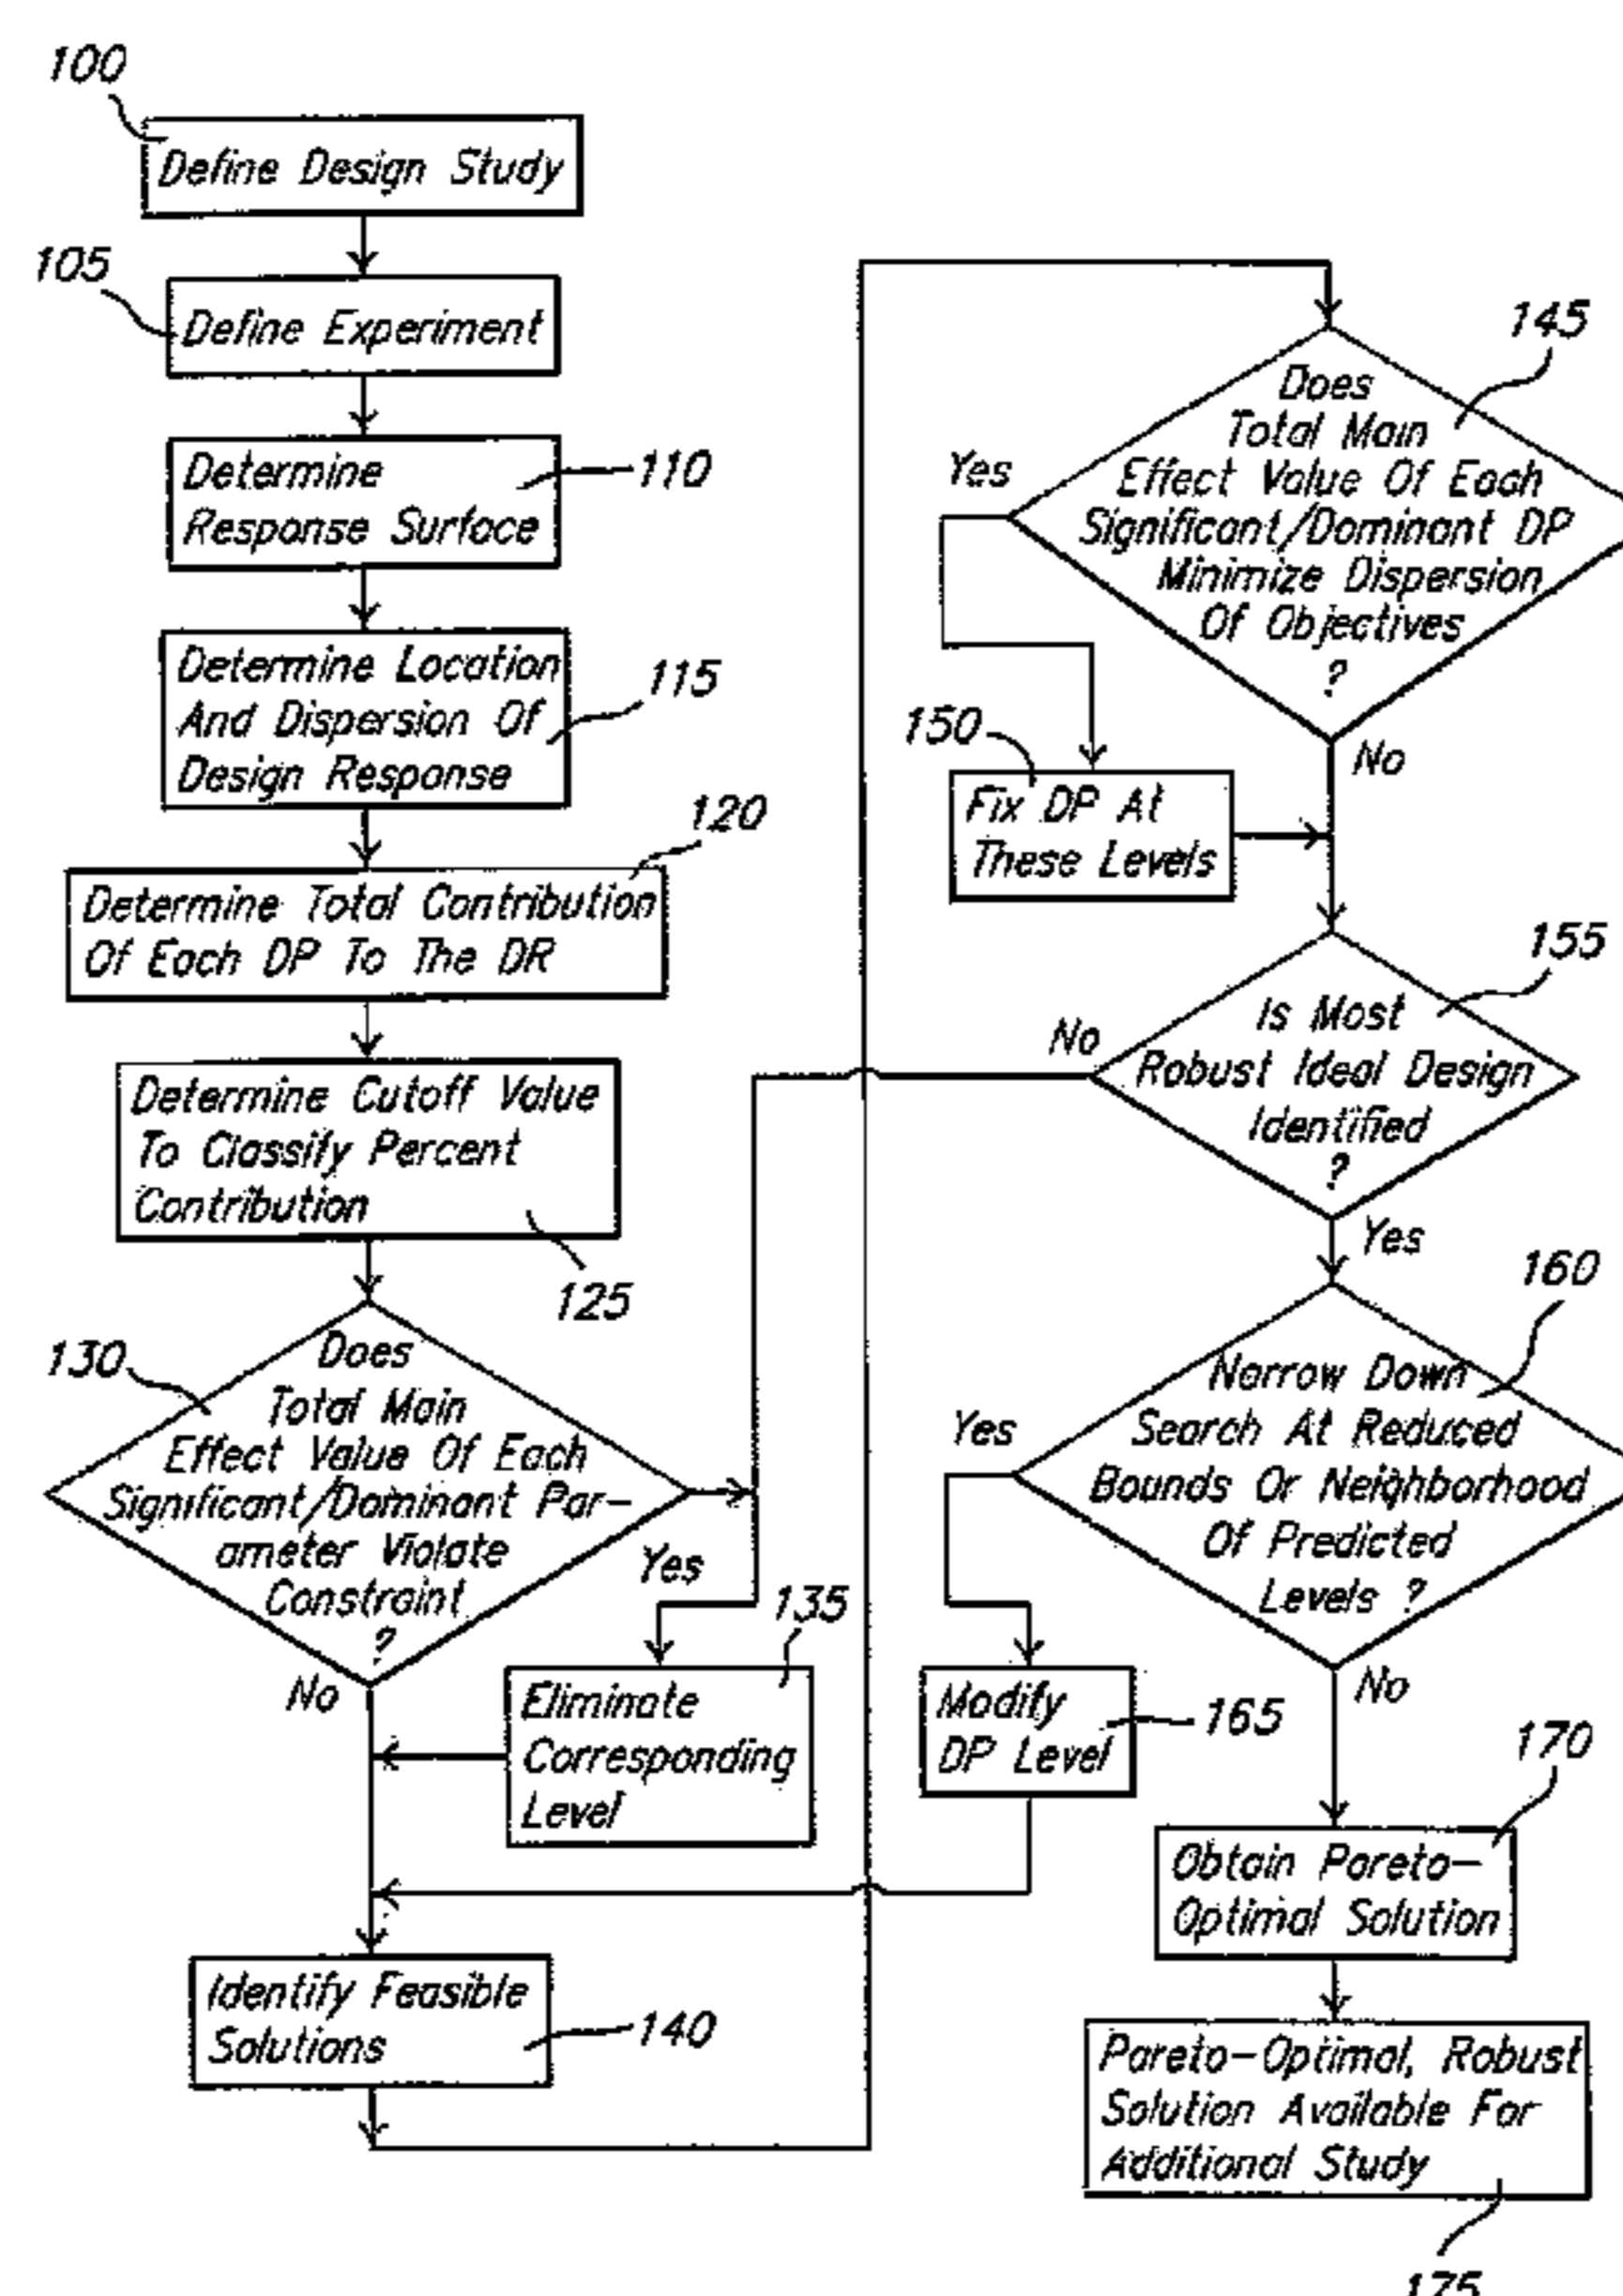 100
Define Design Study
105
Define Experiment
Determine
Response Surface
110
Determine Location
And Dispersion Of
Design Response
115
120
Determine Total Contribution
Of Each DP To The DR
Determine Cutoff Value
To Classify Percent
Contribution
125
130
Does
Total Main
Effect Value Of Each
Significant/Dominant Par-
ameter Violate
Constraint
?
Yes
No
135
Eliminate
Corresponding
Level
Identify Feasible
Solutions
140
145
Does
Total Main
Effect Value Of Each
Significant/Dominant DP
Minimize Dispersion
Of Objectives
?
Yes
No
150
Fix DP At
These Levels
155
Is Most
Robust Ideal Design
Identified
?
No
Yes
160
Narrow Down
Search At Reduced
Bounds Or Neighborhood
Of Predicted
Levels ?
Yes
No
Modify
DP Level
165
170
Obtain Pareto-
Optimal Solution
Pareto-Optimal, Robust
Solution Available For
Additional Study
175